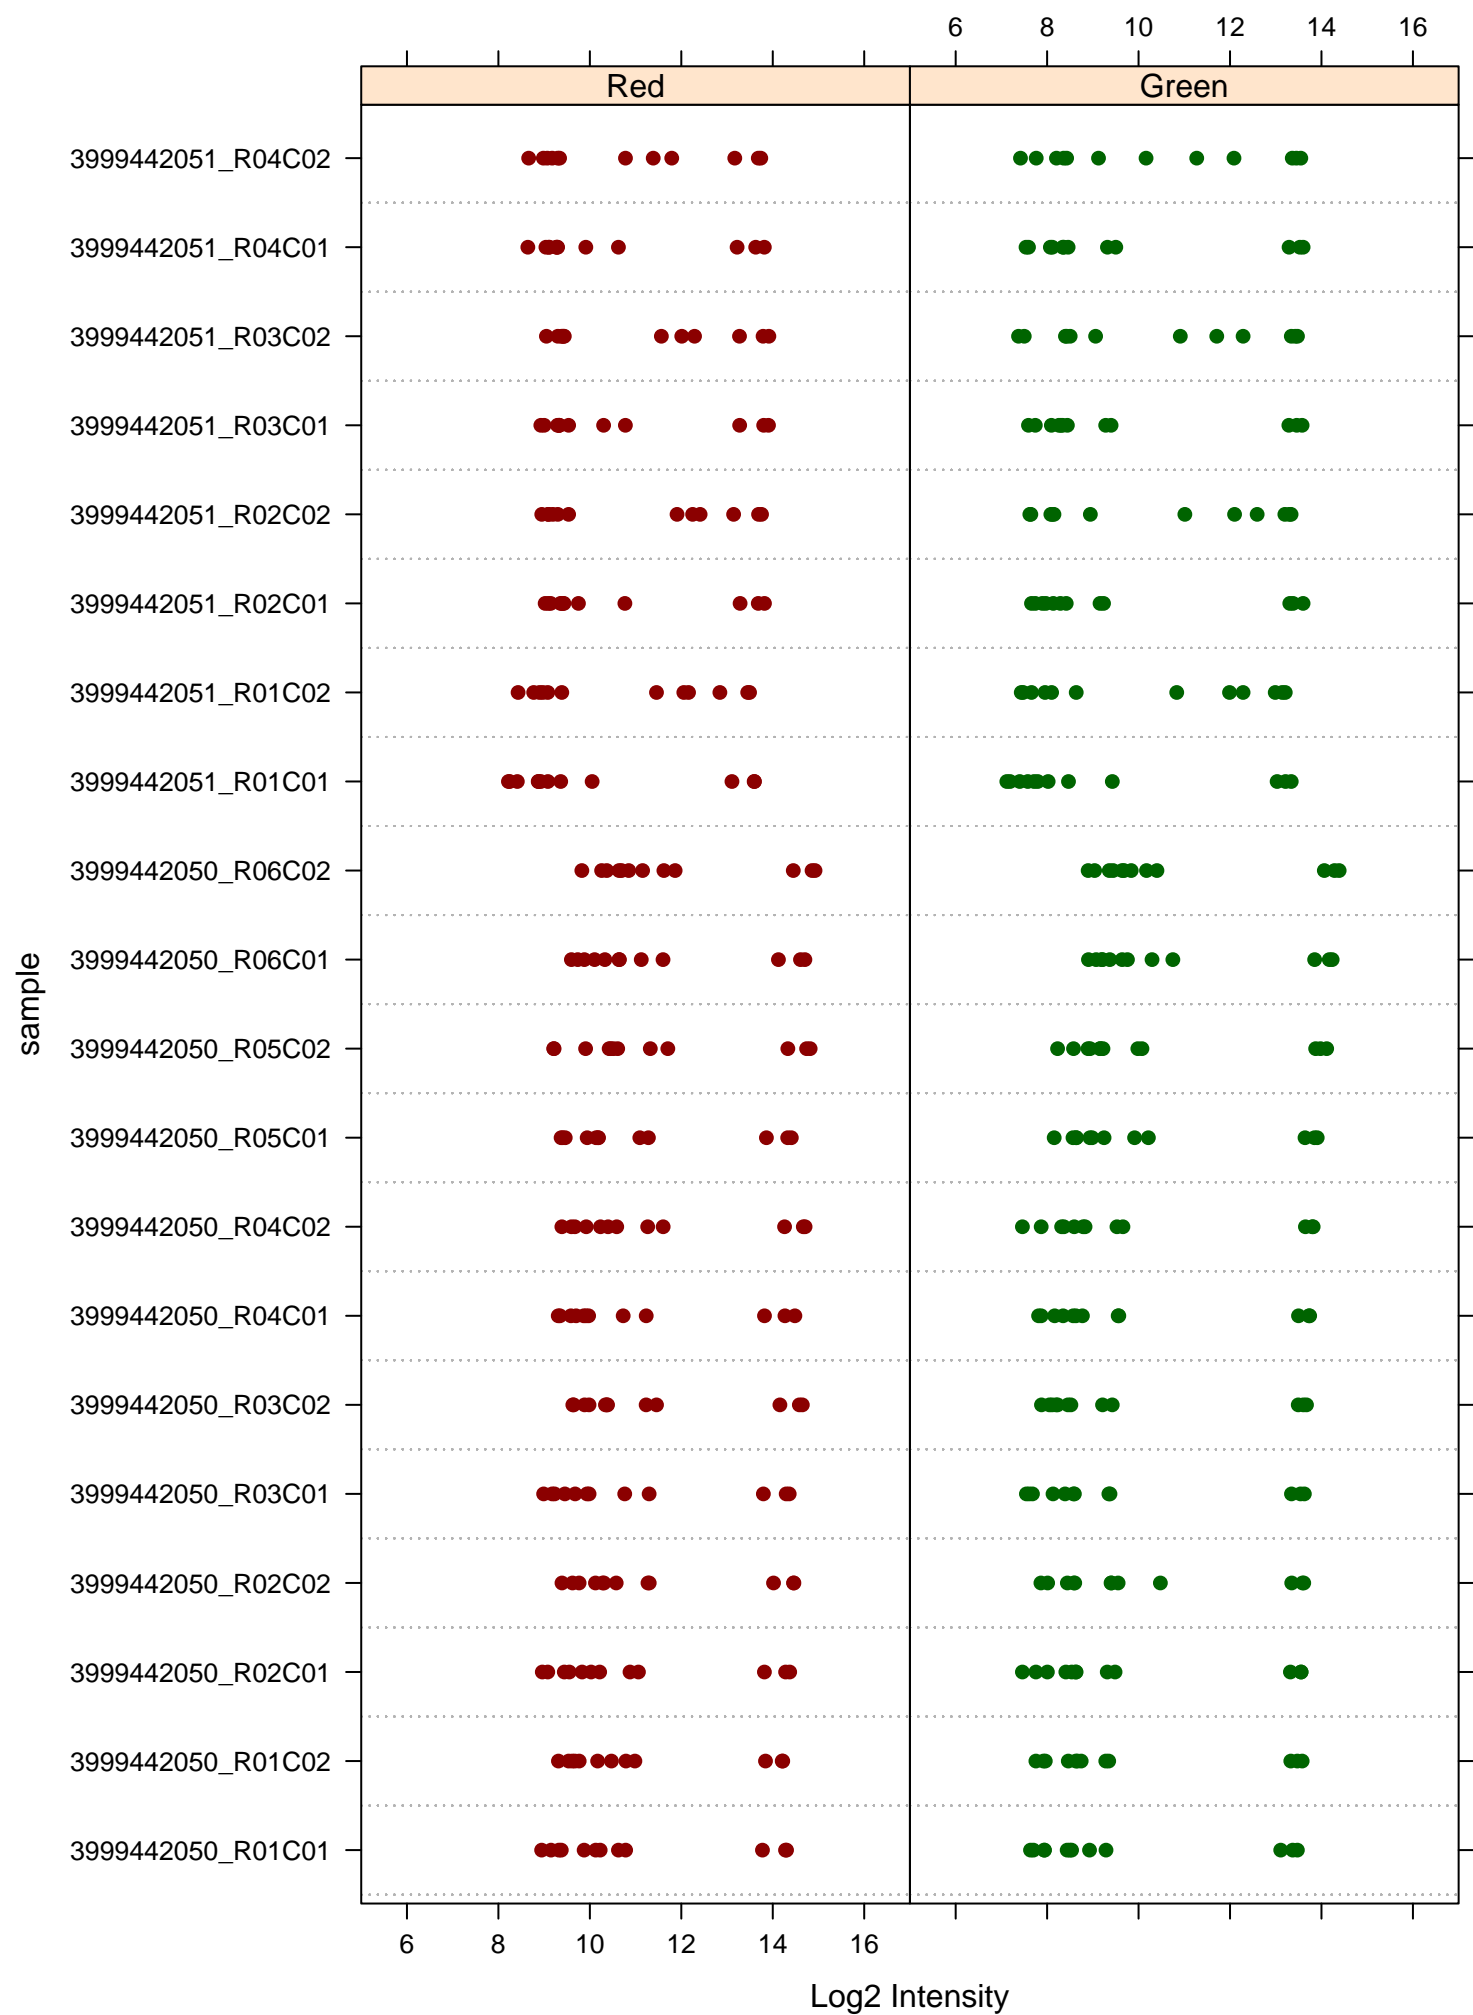 6 8 10 12 14 16
Red Green
3999442051_R04C02
3999442051_R04C01
3999442051_R03C02
3999442051_R03C01
3999442051_R02C02
3999442051_R02C01
3999442051_R01C02
3999442051_R01C01
3999442050_R06C02
3999442050_R06C01
3999442050_R05C02
3999442050_R05C01
3999442050_R04C02
3999442050_R04C01
3999442050_R03C02
3999442050_R03C01
3999442050_R02C02
3999442050_R02C01
3999442050_R01C02
3999442050_R01C01
sample
6 8 10 12 14 16
Log2 Intensity